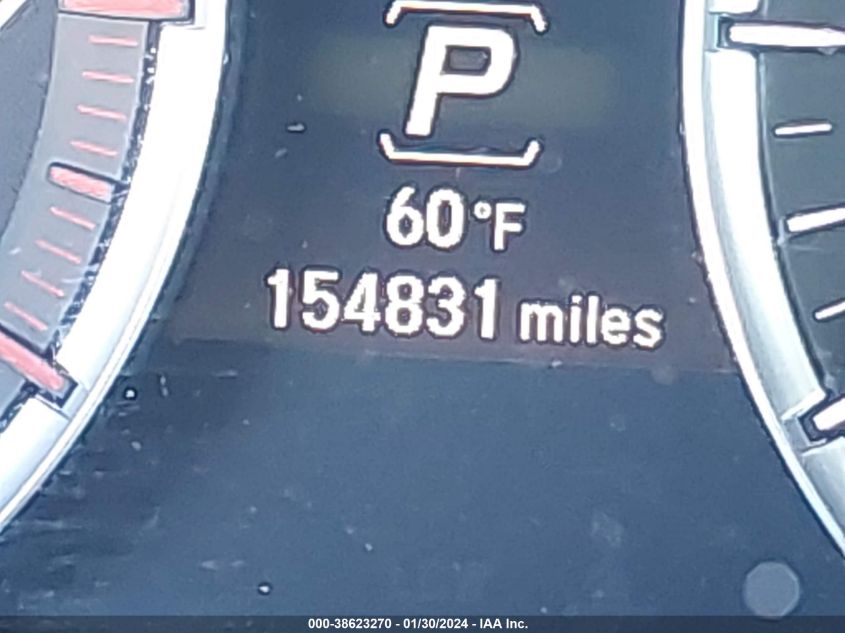 P
60°F
154831 miles
000-38623270 - 01/30/2024 - IAA Inc.